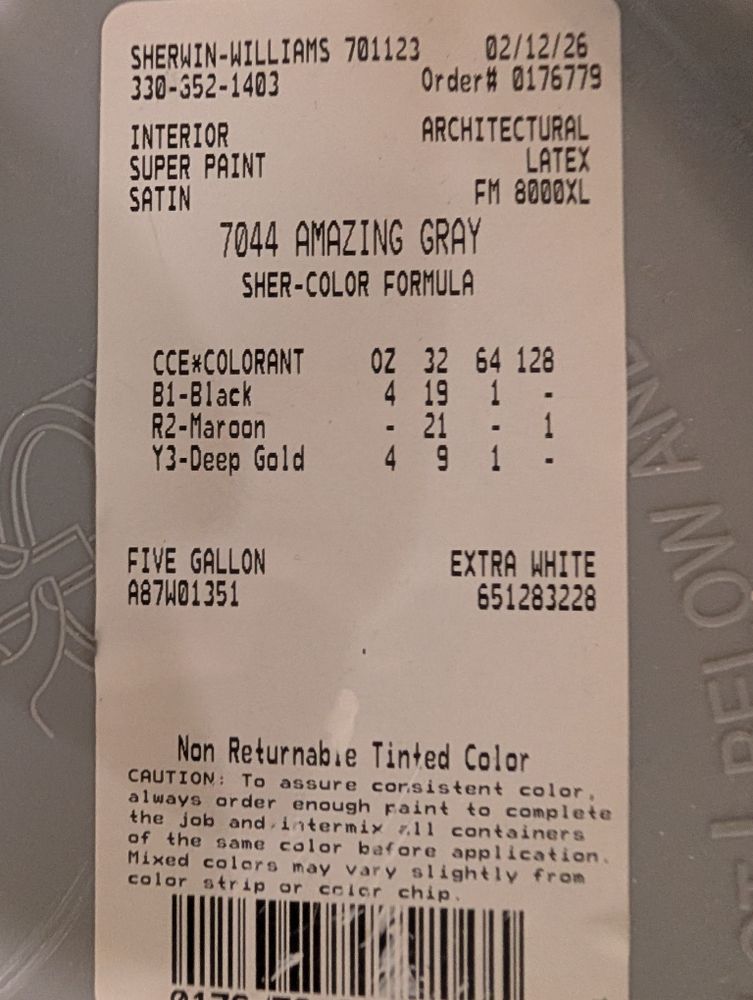 SHERWIN-WILLIAMS 701123 02/12/26
330-352-1403 Order# 0176779
INTERIOR ARCHITECTURAL
SUPER PAINT LATEX
SATIN FM 8000XL
7044 AMAZING GRAY
SHER-COLOR FORMULA
CCE*COLORANT OZ 32 64 128
B1-Black 4 19 1 -
R2-Maroon - 21 - 1
Y3-Deep Gold 4 9 1 -
FIVE GALLON EXTRA WHITE
A87W01351 651283228
Non Returnable Tinted Color
CAUTION: To assure consistent color,
always order enough paint to complete
the job and intermix all containers
of the same color before application.
Mixed colors may vary slightly from
color strip or color chip.